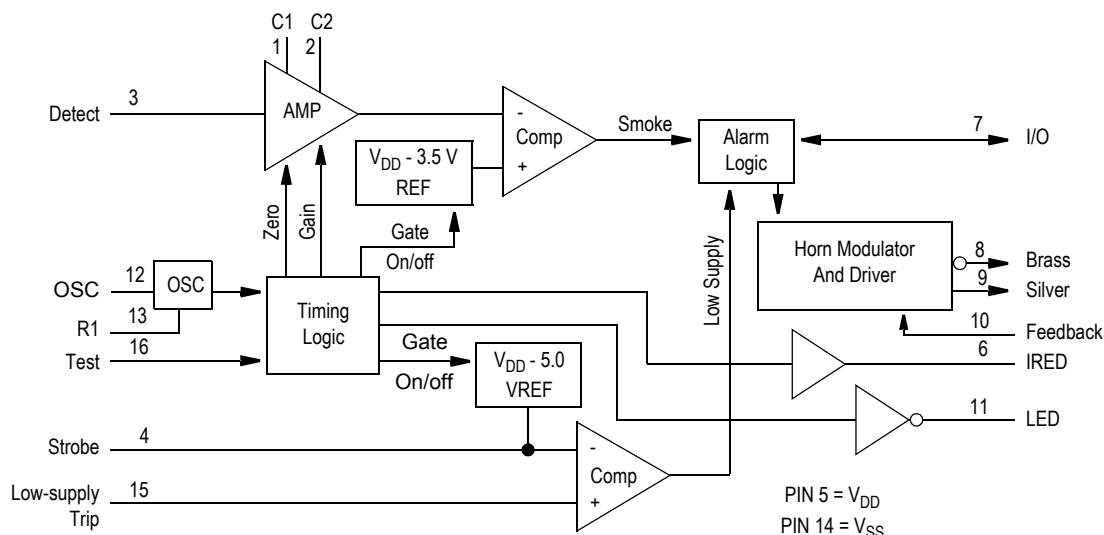 C1
C2
1
2
3
Detect
AMP
-
Comp
+
Smoke
Alarm
Logic
7
I/O
VDD - 3.5 V
REF
Zero
Gain
Gate
On/off
Low Supply
Horn Modulator
And Driver
8
Brass
9
Silver
10
Feedback
12
OSC
OSC
13
R1
16
Test
Timing
Logic
Gate
On/off
VDD - 5.0
VREF
6
IRED
11
LED
4
Strobe
-
Comp
+
15
Low-supply
Trip
PIN 5 = VDD
PIN 14 = VSS